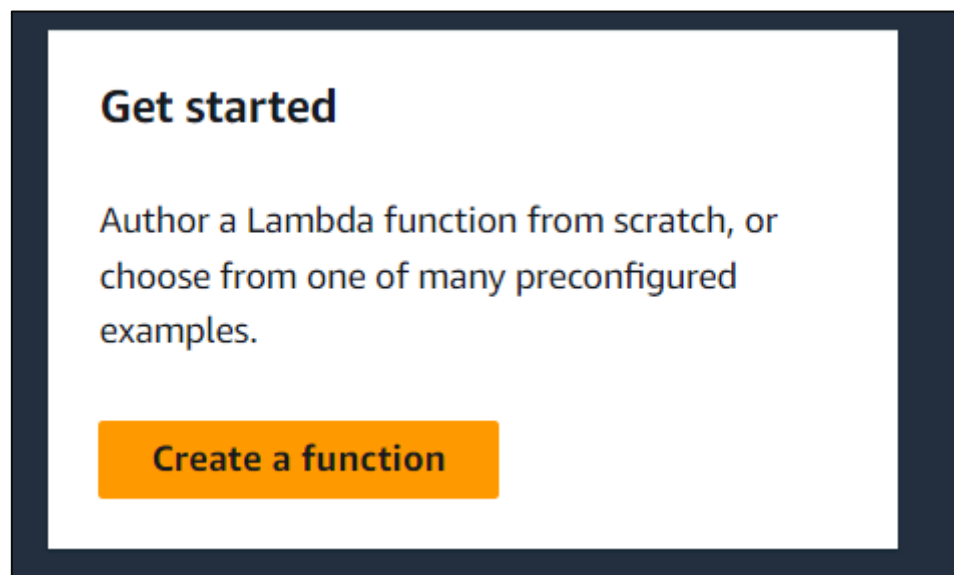 Get started
Author a Lambda function from scratch, or
choose from one of many preconfigured
examples.
Create a function